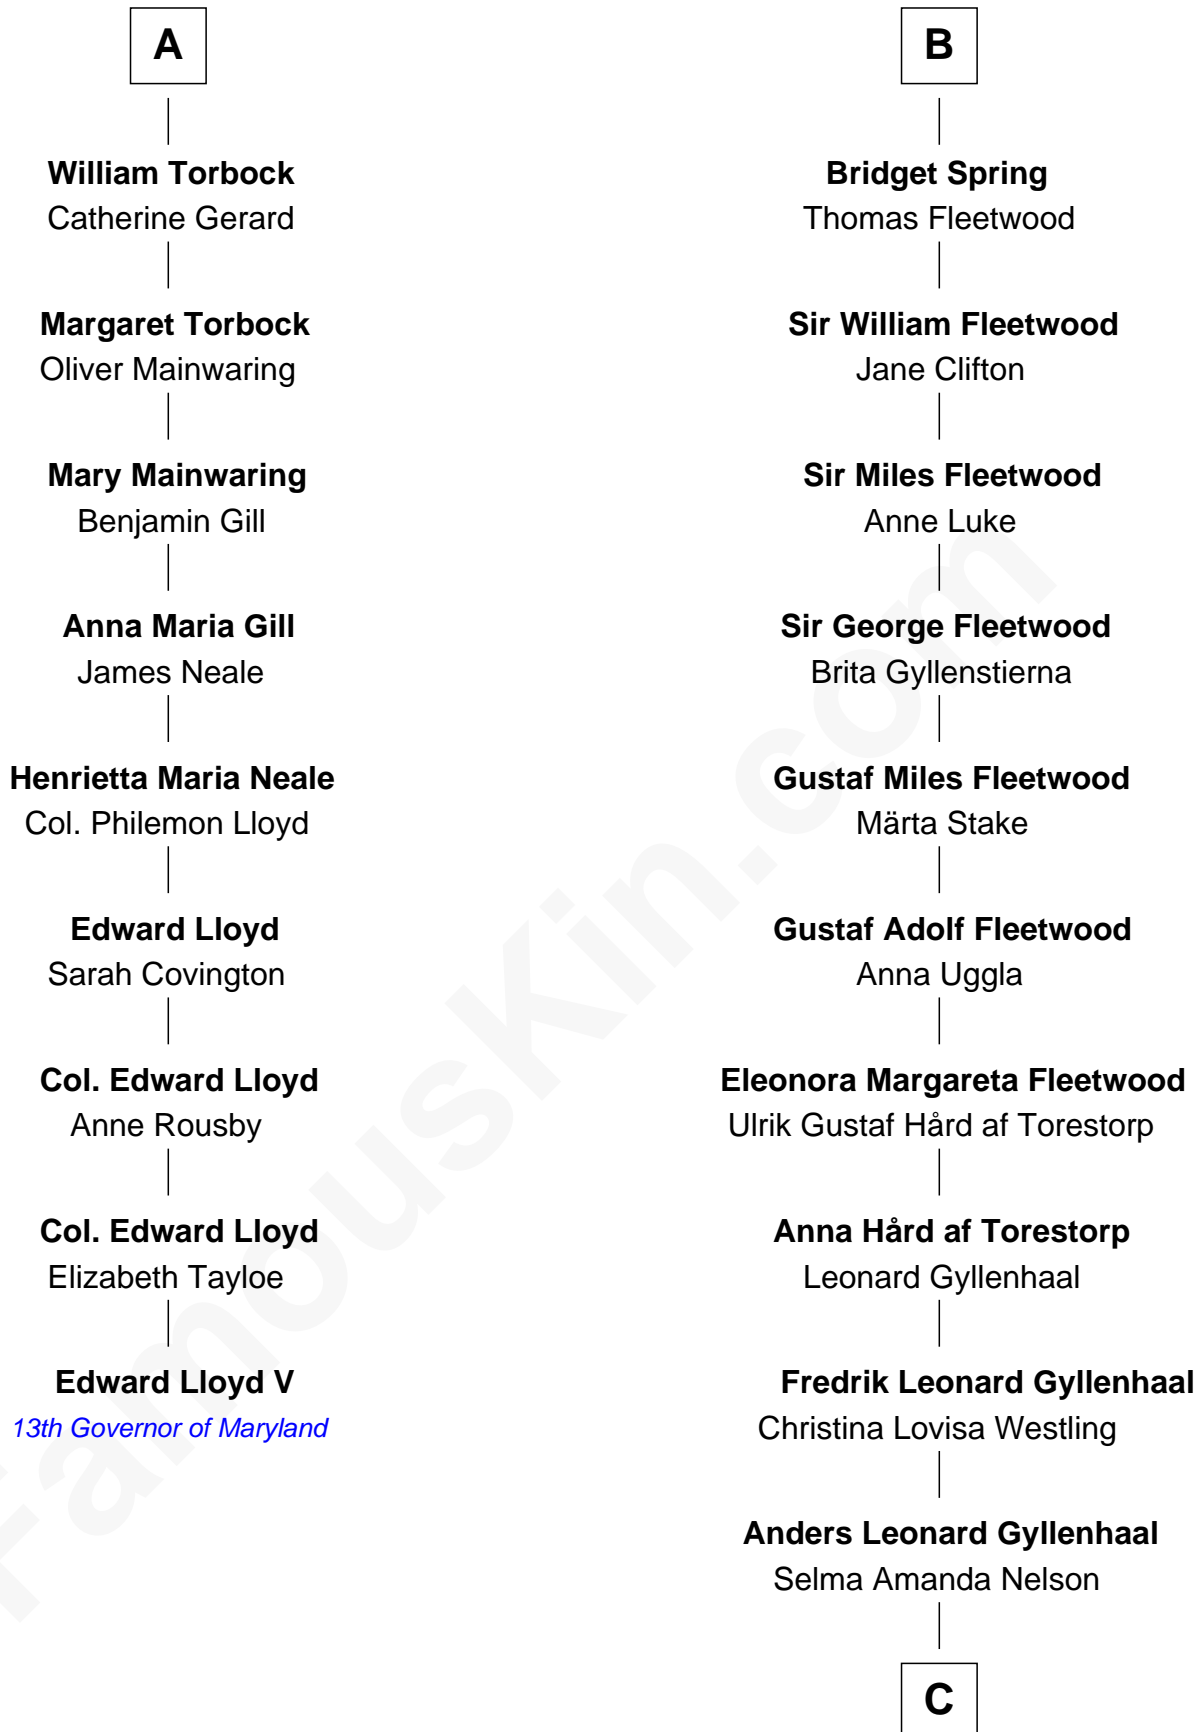 A
William Torbock
Catherine Gerard
Margaret Torbock
Oliver Mainwaring
Mary Mainwaring
Benjamin Gill
Anna Maria Gill
James Neale
Henrietta Maria Neale
Col. Philemon Lloyd
Edward Lloyd
Sarah Covington
Col. Edward Lloyd
Anne Rousby
Col. Edward Lloyd
Elizabeth Tayloe
Edward Lloyd V
13th Governor of Maryland
B
Bridget Spring
Thomas Fleetwood
Sir William Fleetwood
Jane Clifton
Sir Miles Fleetwood
Anne Luke
Sir George Fleetwood
Brita Gyllenstierna
Gustaf Miles Fleetwood
Märta Stake
Gustaf Adolf Fleetwood
Anna Uggla
Eleonora Margareta Fleetwood
Ulrik Gustaf Hård af Torestorp
Anna Hård af Torestorp
Leonard Gyllenhaal
Fredrik Leonard Gyllenhaal
Christina Lovisa Westling
Anders Leonard Gyllenhaal
Selma Amanda Nelson
C
FamousKin.com